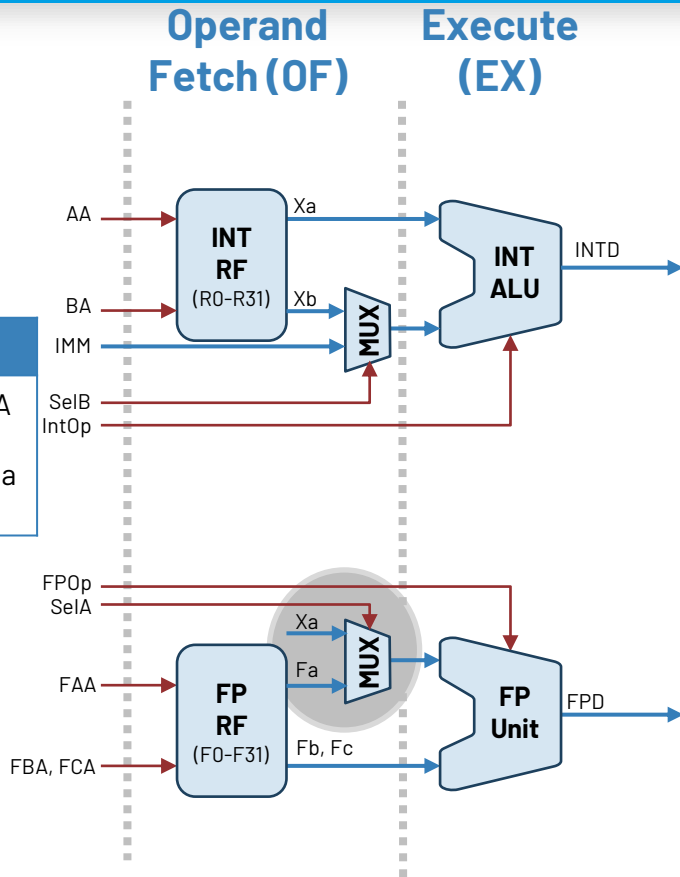 Operand
Fetch (OF)
Execute
(EX)
AA
Xa
INT
RF
(R0-R31)
INT
ALU
INTD
BA
Xb
MUX
IMM
A
SelB
IntOp
a
FPOp
SelA
Xa
MUX
Fa
FAA
FP
RF
(F0-F31)
FP
Unit
FPD
FBA, FCA
Fb, Fc